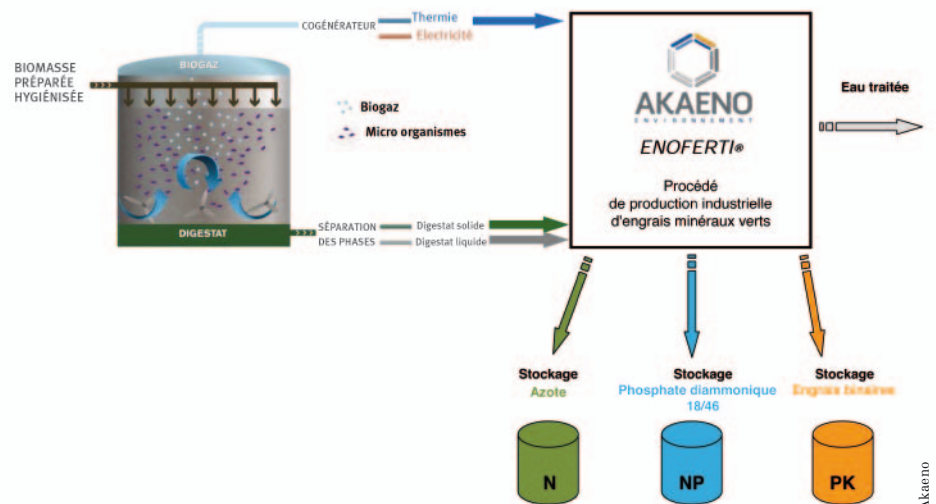 COGÉNÉRATEUR
Thermie
Electricité
BIOGAZ
BIOMASSE
PRÉPARÉE
HYGIÉNISÉE
Biogaz
Micro organismes
DIGESTAT
SÉPARATION
DES PHASES
Digestat solide
Digestat liquide
AKAENO
ENVIRONNEMENT
ENOFERTI®
Procédé
de production industrielle
d'engrais minéraux verts
Eau traitée
Stockage
Azote
N
Stockage
Phosphate diammonique
18/46
NP
Stockage
Engrais binaires
PK
Akaeno